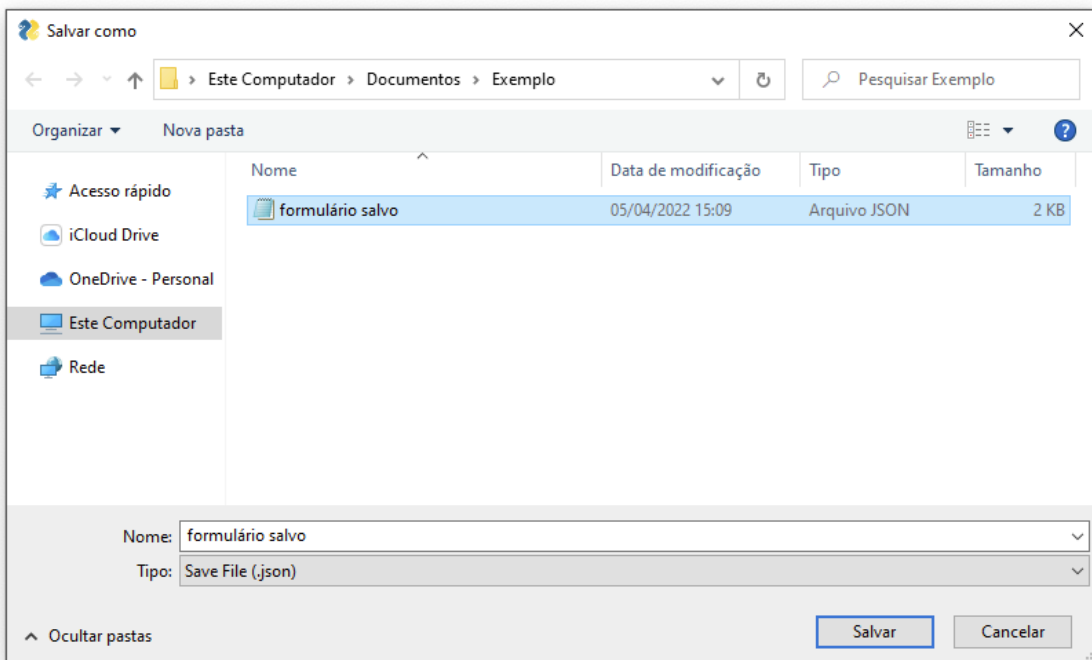 Salvar como
Este Computador > Documentos > Exemplo
Pesquisar Exemplo
Organizar
Nova pasta
Nome
Data de modificação
Tipo
Tamanho
Acesso rápido
iCloud Drive
OneDrive - Personal
Este Computador
Rede
formulário salvo
05/04/2022 15:09
Arquivo JSON
2 KB
Nome: formulário salvo
Tipo: Save File (.json)
Ocultar pastas
Salvar
Cancelar